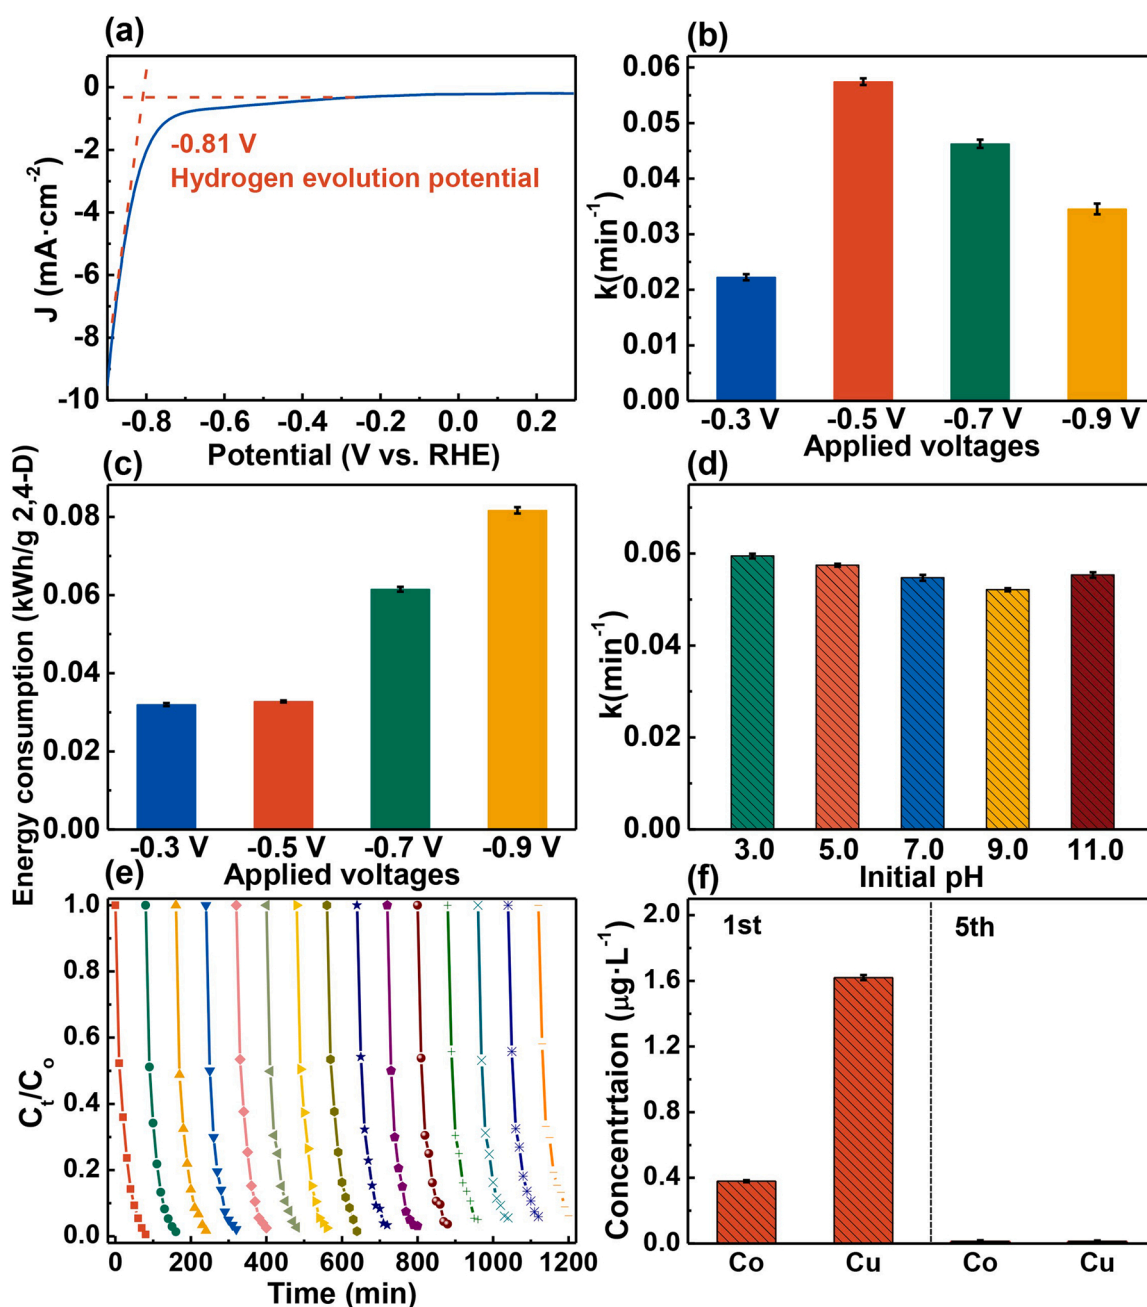 (a)
0
-2
-4
-6
-8
-10
J (mA·cm⁻²)
-0.81 V
Hydrogen evolution potential
-0.8 -0.6 -0.4 -0.2 0.0 0.2
Potential (V vs. RHE)
(b)
0.06
0.05
0.04
0.03
0.02
0.01
0.00
k(min⁻¹)
-0.3 V -0.5 V -0.7 V -0.9 V
Applied voltages
(c)
0.08
0.06
0.04
0.02
0.00
Energy consumption (kWh/g 2,4-D)
-0.3 V -0.5 V -0.7 V -0.9 V
Applied voltages
(d)
0.06
0.04
0.02
0.00
k(min⁻¹)
3.0 5.0 7.0 9.0 11.0
Initial pH
(e)
1.0
0.8
0.6
0.4
0.2
0.0
Cₜ/Cₒ
0 200 400 600 800 1000 1200
Time (min)
(f)
2.0
1.6
1.2
0.8
0.4
0.0
Concentrtaion (μg·L⁻¹)
1st 5th
Co Cu Co Cu